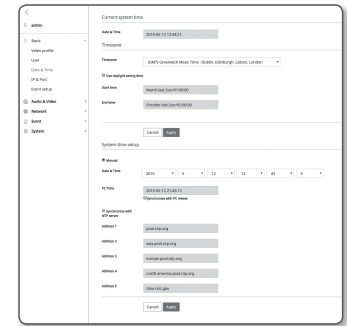 admin
Basic
Video profile
User
Date & Time
IP & Port
Event setup
Audio & Video
Network
Event
System
Current system time
Date & Time
2016-05-12 12:44:51
Timezone
Timezone
(GMT) Greenwich Mean Time : Dublin, Edinburgh, Lisbon, London
Use daylight saving time
Start time
March.last.Sun/01:00:00
End time
October.last.Sun/02:00:00
Cancel Apply
System time setup
Manual
Date & Time
2016 5 12 12 43 6
PC Time
2016-05-12 21:45:13
Synchronize with PC viewer
Synchronize with
NTP server
Address 1
pool.ntp.org
Address 2
asia.pool.ntp.org
Address 3
europe.pool.ntp.org
Address 4
north-america.pool.ntp.org
Address 5
time.nist.gov
Cancel Apply